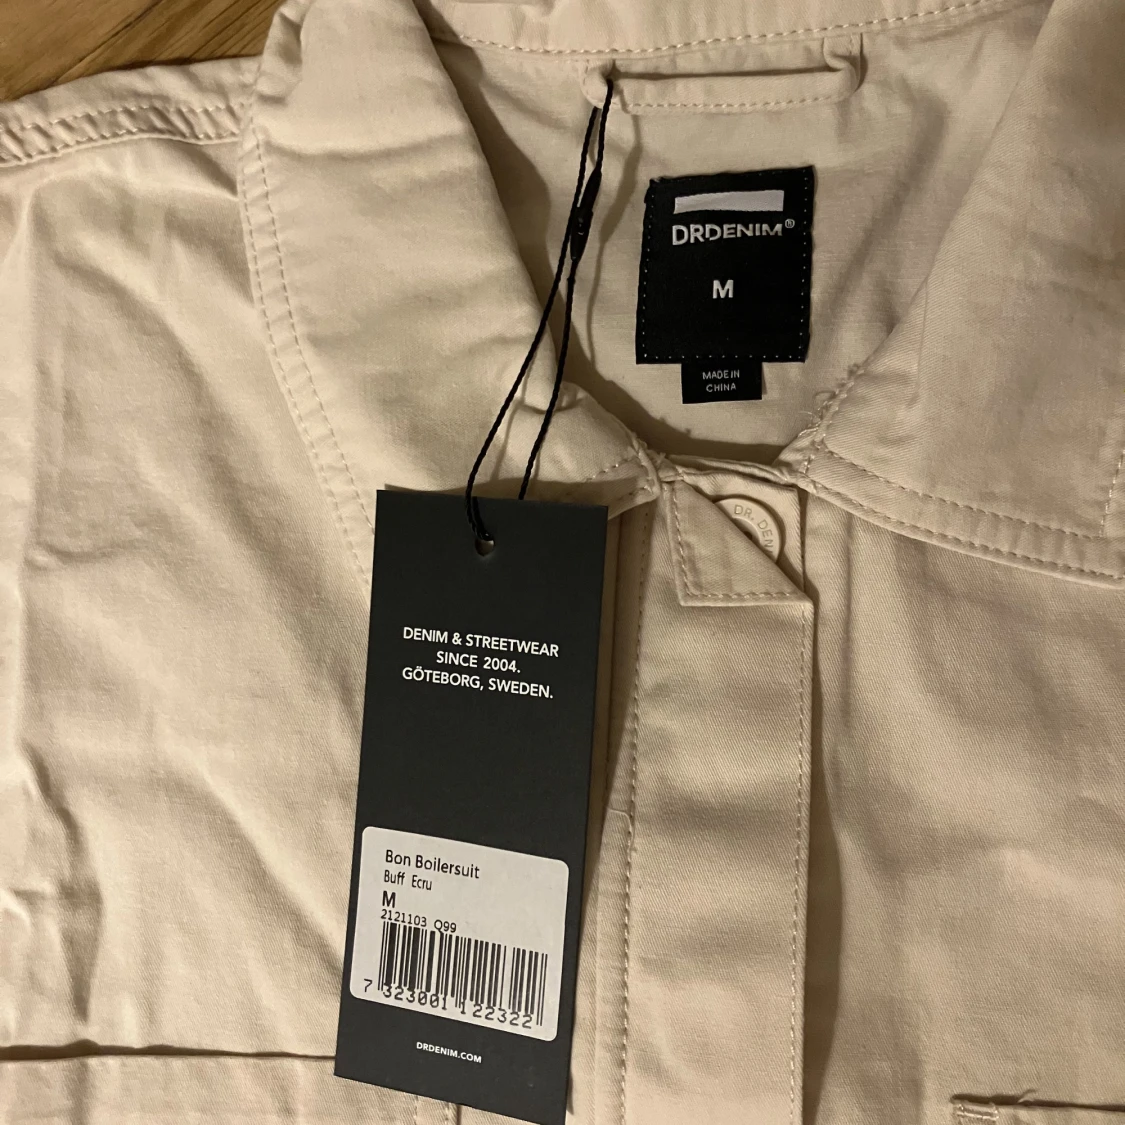 DRDENIM®
M
MADE IN
CHINA
DR. DEN
DENIM & STREETWEAR
SINCE 2004.
GÖTEBORG, SWEDEN.
Bon Boilersuit
Buff Ecru
M
2121103 Q99
7 323001 122322
DRDENIM.COM